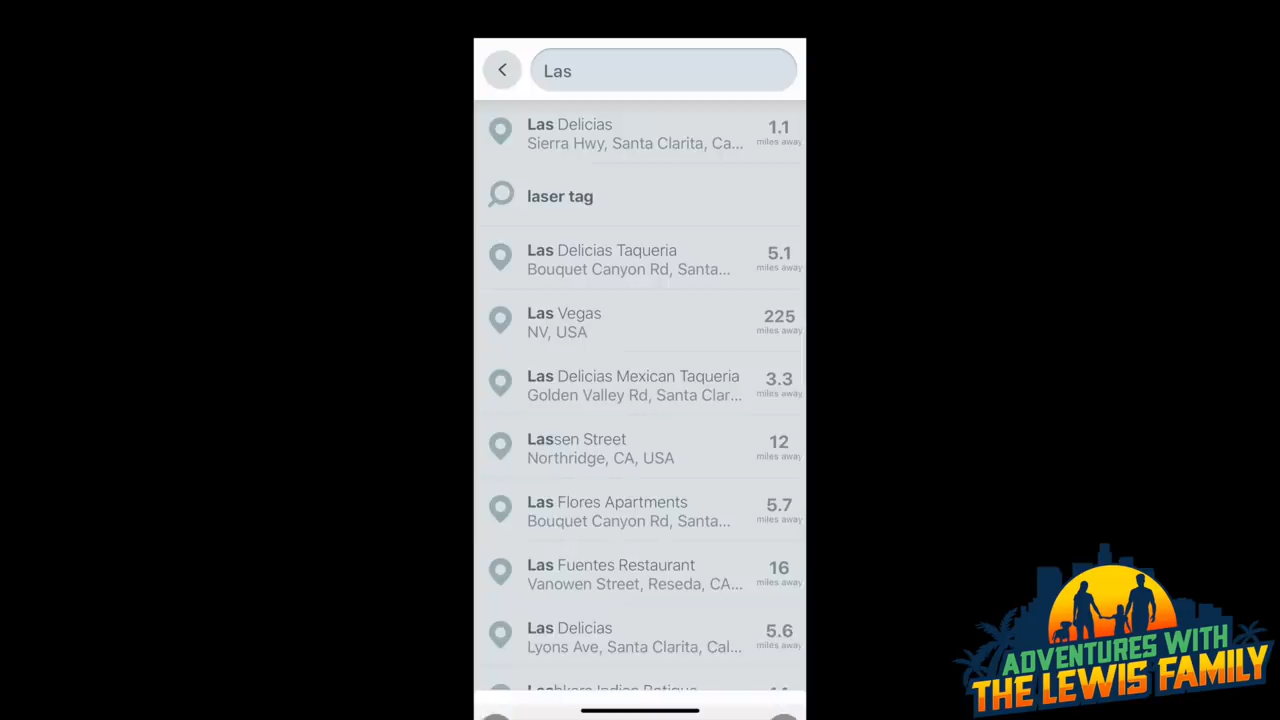 Las
Las Delicias
Sierra Hwy, Santa Clarita, Ca...
1.1
miles away
laser tag
Las Delicias Taqueria
Bouquet Canyon Rd, Santa...
5.1
miles away
Las Vegas
NV, USA
225
miles away
Las Delicias Mexican Taqueria
Golden Valley Rd, Santa Clar...
3.3
miles away
Lassen Street
Northridge, CA, USA
12
miles away
Las Flores Apartments
Bouquet Canyon Rd, Santa...
5.7
miles away
Las Fuentes Restaurant
Vanowen Street, Reseda, CA...
16
miles away
Las Delicias
Lyons Ave, Santa Clarita, Cal...
5.6
miles away
ADVENTURES WITH
THE LEWIS FAMILY